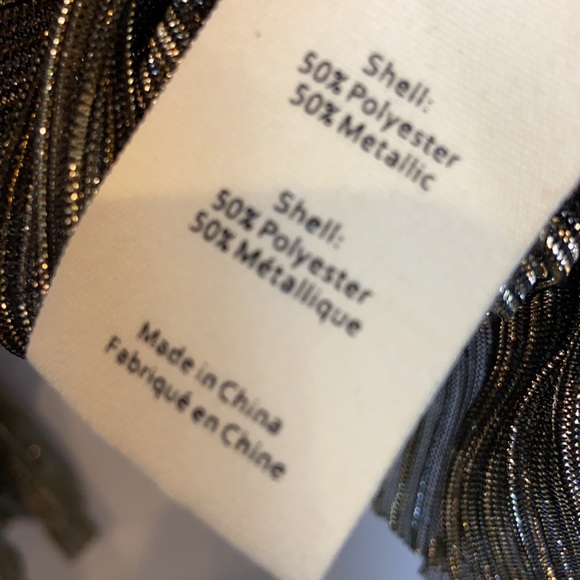 Shell:
50% Polyester
50% Metallic
Shell:
50% Polyester
50% Métallique
Made in China
Fabriqué en Chine